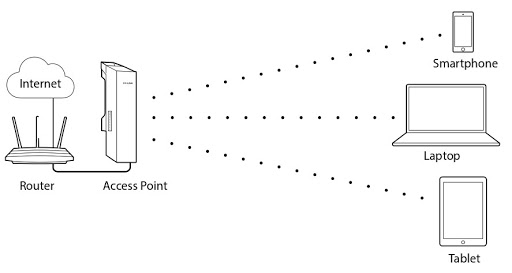 Internet
Router
Access Point
Smartphone
Laptop
Tablet